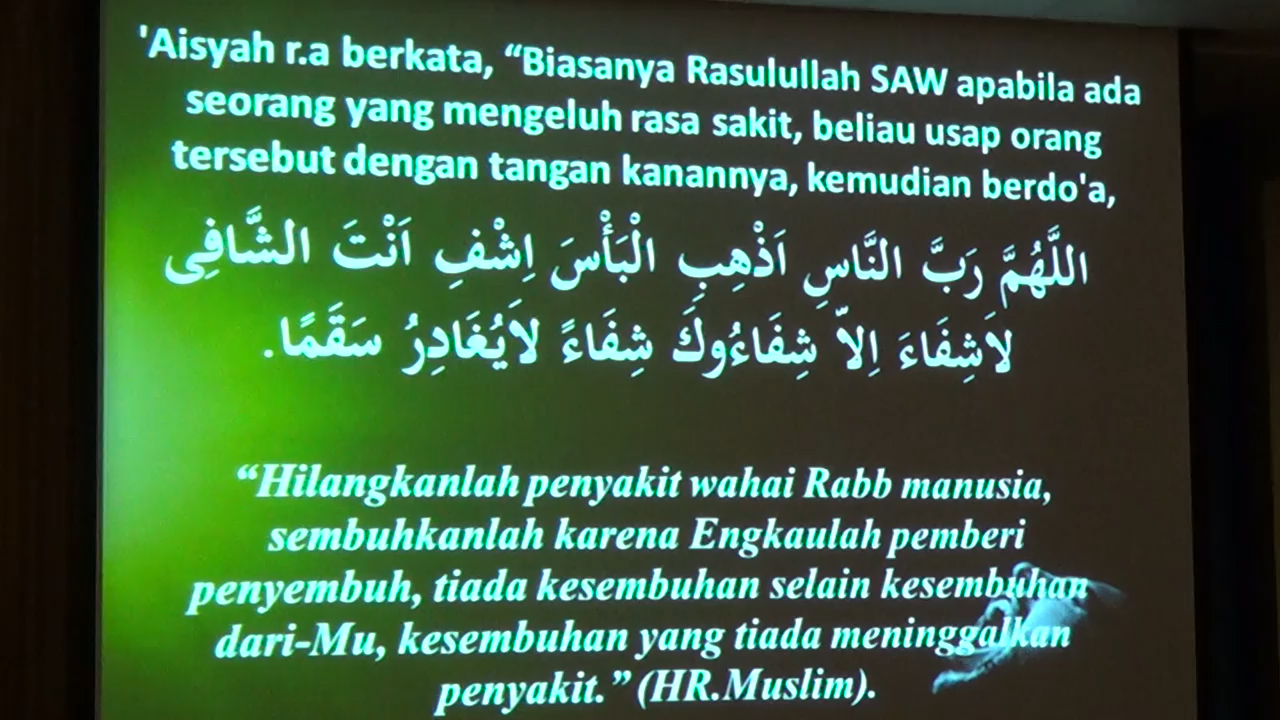 'Aisyah r.a berkata, “Biasanya Rasulullah SAW apabila ada
seorang yang mengeluh rasa sakit, beliau usap orang
tersebut dengan tangan kanannya, kemudian berdo'a,
اللَّهُمَّ رَبَّ النَّاسِ اَذْهِبِ الْبَأْسَ اِشْفِ اَنْتَ الشَّافِى
لاَشِفَاءَ اِلاّ شِفَاءُوكَ شِفَاءً لاَيُغَادِرُ سَقَمًا.
“Hilangkanlah penyakit wahai Rabb manusia,
sembuhkanlah karena Engkaulah pemberi
penyembuh, tiada kesembuhan selain kesembuhan
dari-Mu, kesembuhan yang tiada meninggalkan
penyakit.” (HR.Muslim).